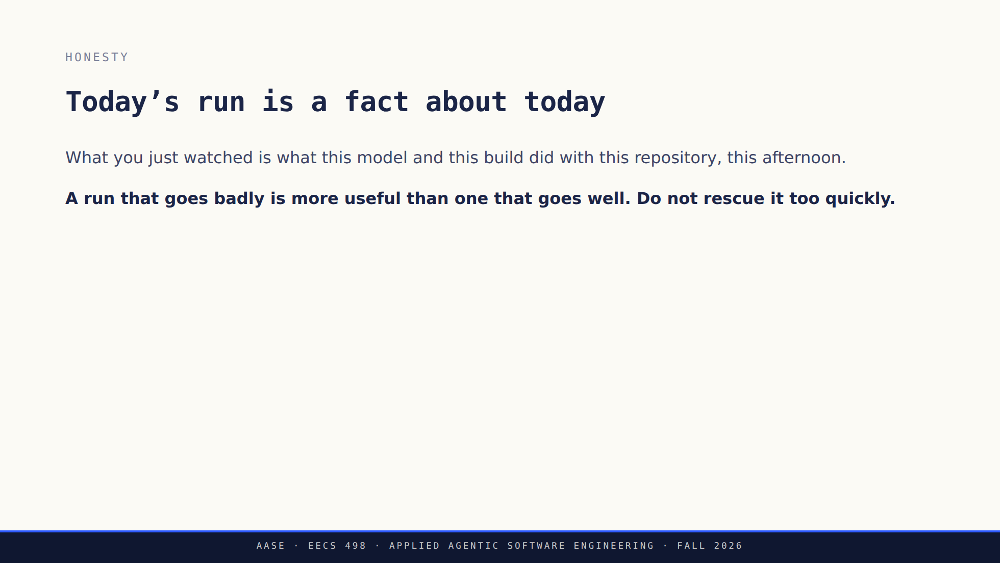 HONESTY
Today’s run is a fact about today
What you just watched is what this model and this build did with this repository, this afternoon.
A run that goes badly is more useful than one that goes well. Do not rescue it too quickly.
AASE · EECS 498 · APPLIED AGENTIC SOFTWARE ENGINEERING · FALL 2026